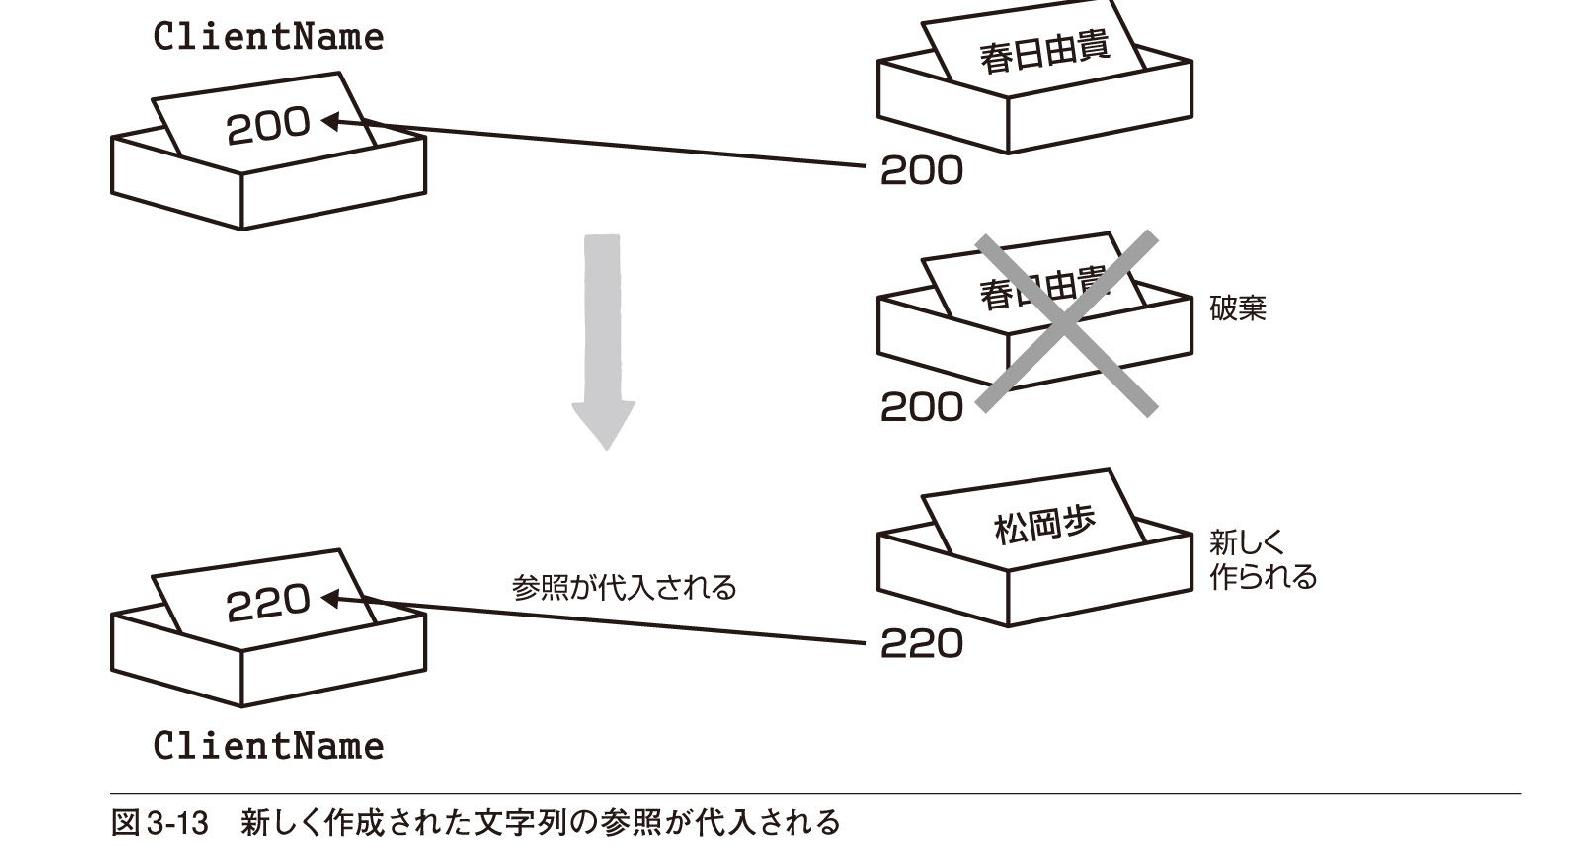 ClientName
春日由貴
200
200
春日由貴
破棄
200
松岡歩
新しく
作られる
220
参照が代入される
220
ClientName
図3-13 新しく作成された文字列の参照が代入される